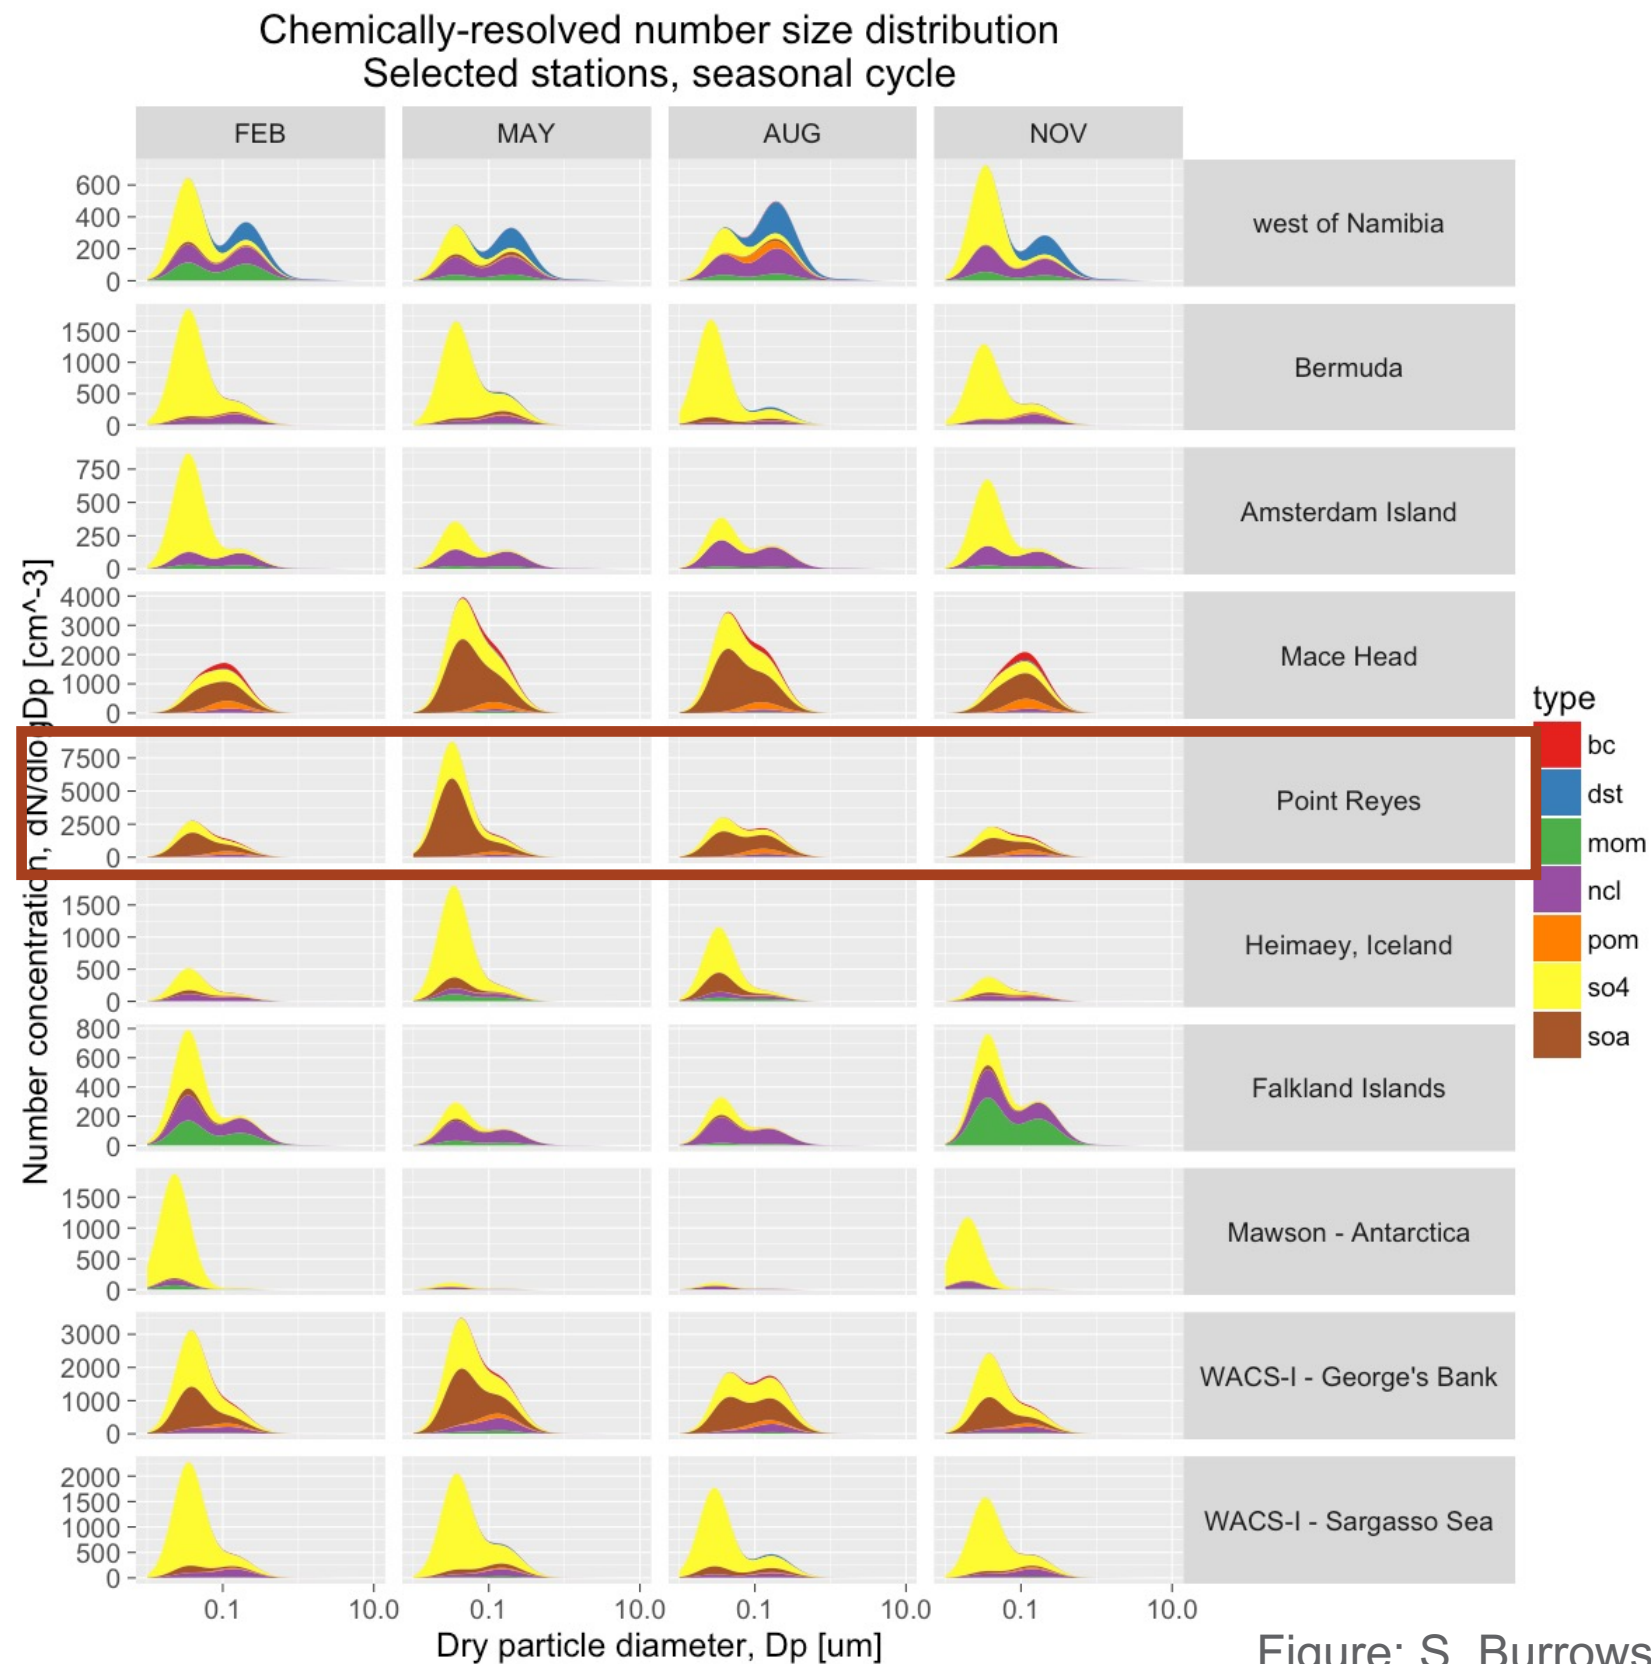 Chemically-resolved number size distribution
Selected stations, seasonal cycle
FEB MAY AUG NOV
600
400
200
0
west of Namibia
1500
1000
500
0
Bermuda
750
500
250
0
Amsterdam Island
4000
3000
2000
1000
0
Mace Head
7500
5000
2500
0
Point Reyes
1500
1000
500
0
Heimaey, Iceland
800
600
400
200
0
Falkland Islands
1500
1000
500
0
Mawson - Antarctica
3000
2000
1000
0
WACS-I - George's Bank
2000
1500
1000
500
0
WACS-I - Sargasso Sea
0.1 10.0 0.1 10.0 0.1 10.0 0.1 10.0
Dry particle diameter, Dp [um]
Number concentration, dN/dlogDp [cm^-3]
type
bc
dst
mom
ncl
pom
so4
soa
Figure: S. Burrows